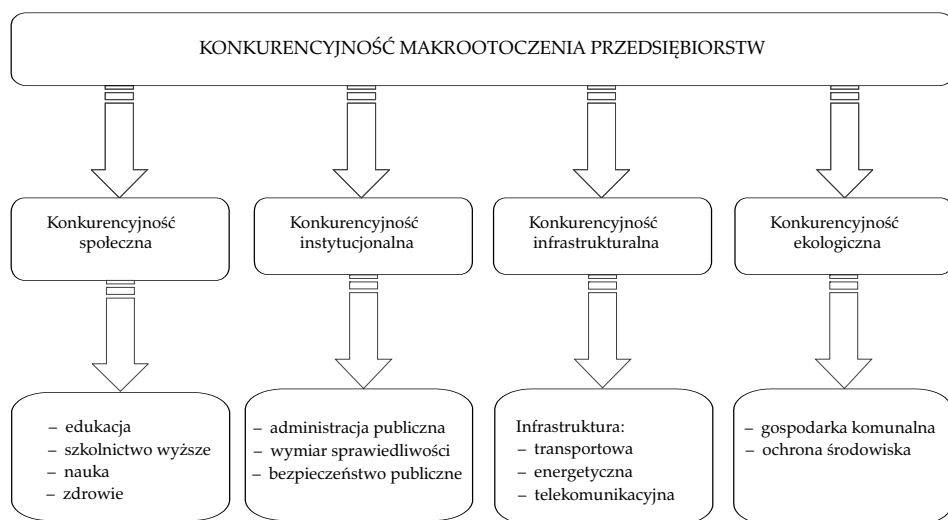 KONKURENCYJNOŚĆ MAKROOTOCZENIA PRZEDSIĘBIORSTW
Konkurencyjność
społeczna
Konkurencyjność
instytucjonalna
Konkurencyjność
infrastrukturalna
Konkurencyjność
ekologiczna
– edukacja
– szkolnictwo wyższe
– nauka
– zdrowie
– administracja publiczna
– wymiar sprawiedliwości
– bezpieczeństwo publiczne
Infrastruktura:
– transportowa
– energetyczna
– telekomunikacyjna
– gospodarka komunalna
– ochrona środowiska